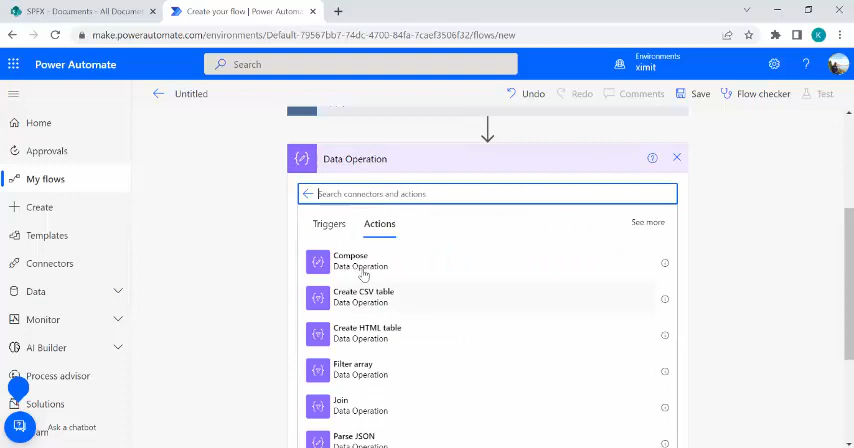 SPFX - Documents - All Document
Create your flow | Power Automat
make.powerautomate.com/environments/Default-79567bb7-74dc-4700-84fa-7caef3506f32/flows/new
Power Automate
Search
Environments
ximit
K
Untitled
Undo
Redo
Comments
Save
Flow checker
Test
Home
Approvals
My flows
Create
Templates
Connectors
Data
Monitor
AI Builder
Process advisor
Solutions
Ask a chatbot
Data Operation
Search connectors and actions
Triggers
Actions
See more
Compose
Data Operation
Create CSV table
Data Operation
Create HTML table
Data Operation
Filter array
Data Operation
Join
Data Operation
Parse JSON